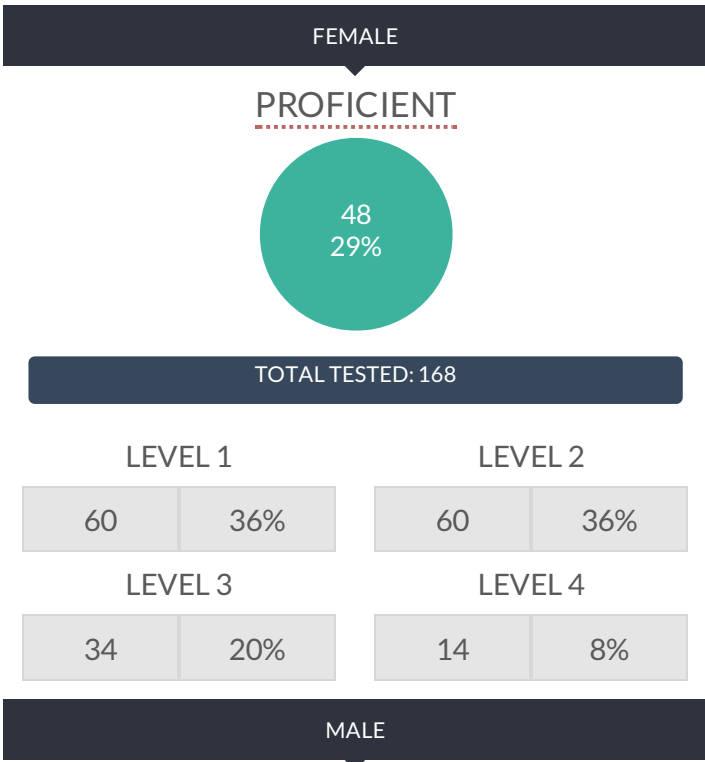 FEMALE
PROFICIENT
48
29%
TOTAL TESTED: 168
LEVEL 1 LEVEL 2
60 36% 60 36%
LEVEL 3 LEVEL 4
34 20% 14 8%
MALE